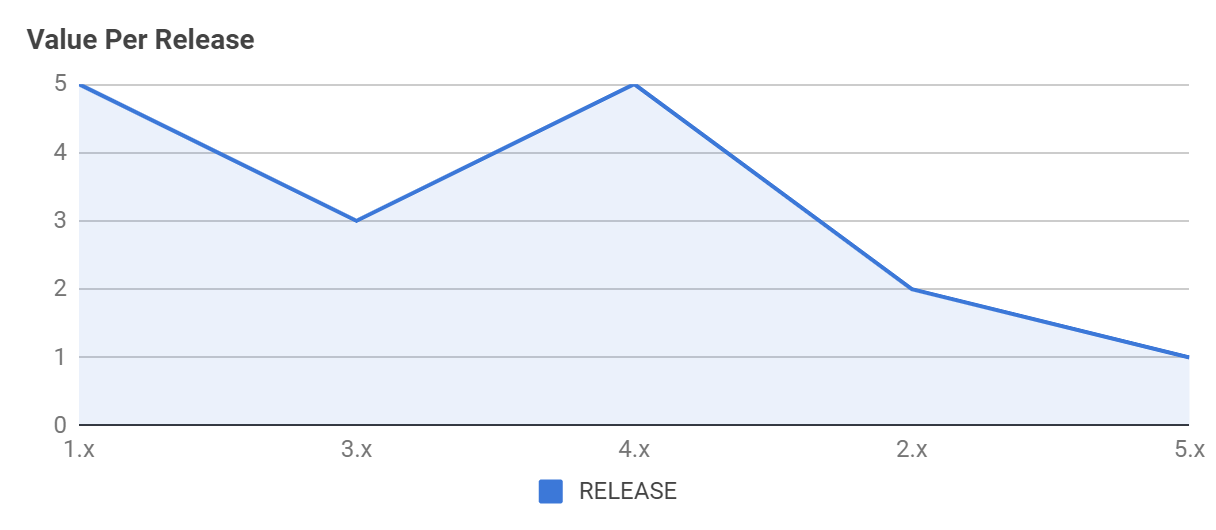 Value Per Release
5
4
3
2
1
0
1.x 3.x 4.x 2.x 5.x
RELEASE